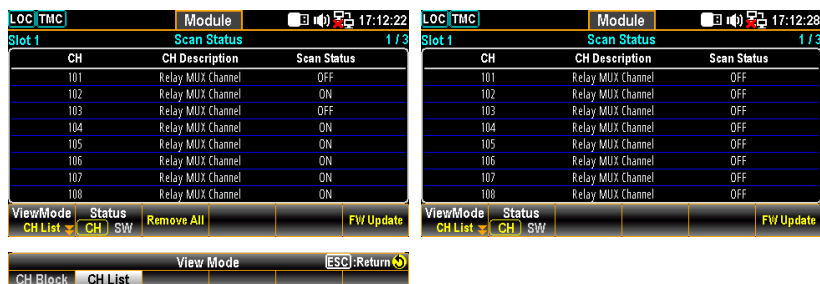 LOC TMC Module 17:12:22
Slot 1 Scan Status 1 / 3
CH CH Description Scan Status
101 Relay MUX Channel OFF
102 Relay MUX Channel ON
103 Relay MUX Channel OFF
104 Relay MUX Channel ON
105 Relay MUX Channel ON
106 Relay MUX Channel ON
107 Relay MUX Channel ON
108 Relay MUX Channel ON
ViewMode Status Remove All FW Update
CH List CH SW
LOC TMC Module 17:12:28
Slot 1 Scan Status 1 / 3
CH CH Description Scan Status
101 Relay MUX Channel OFF
102 Relay MUX Channel OFF
103 Relay MUX Channel OFF
104 Relay MUX Channel OFF
105 Relay MUX Channel OFF
106 Relay MUX Channel OFF
107 Relay MUX Channel OFF
108 Relay MUX Channel OFF
ViewMode Status FW Update
CH List CH SW
View Mode ESC :Return
CH Block CH List